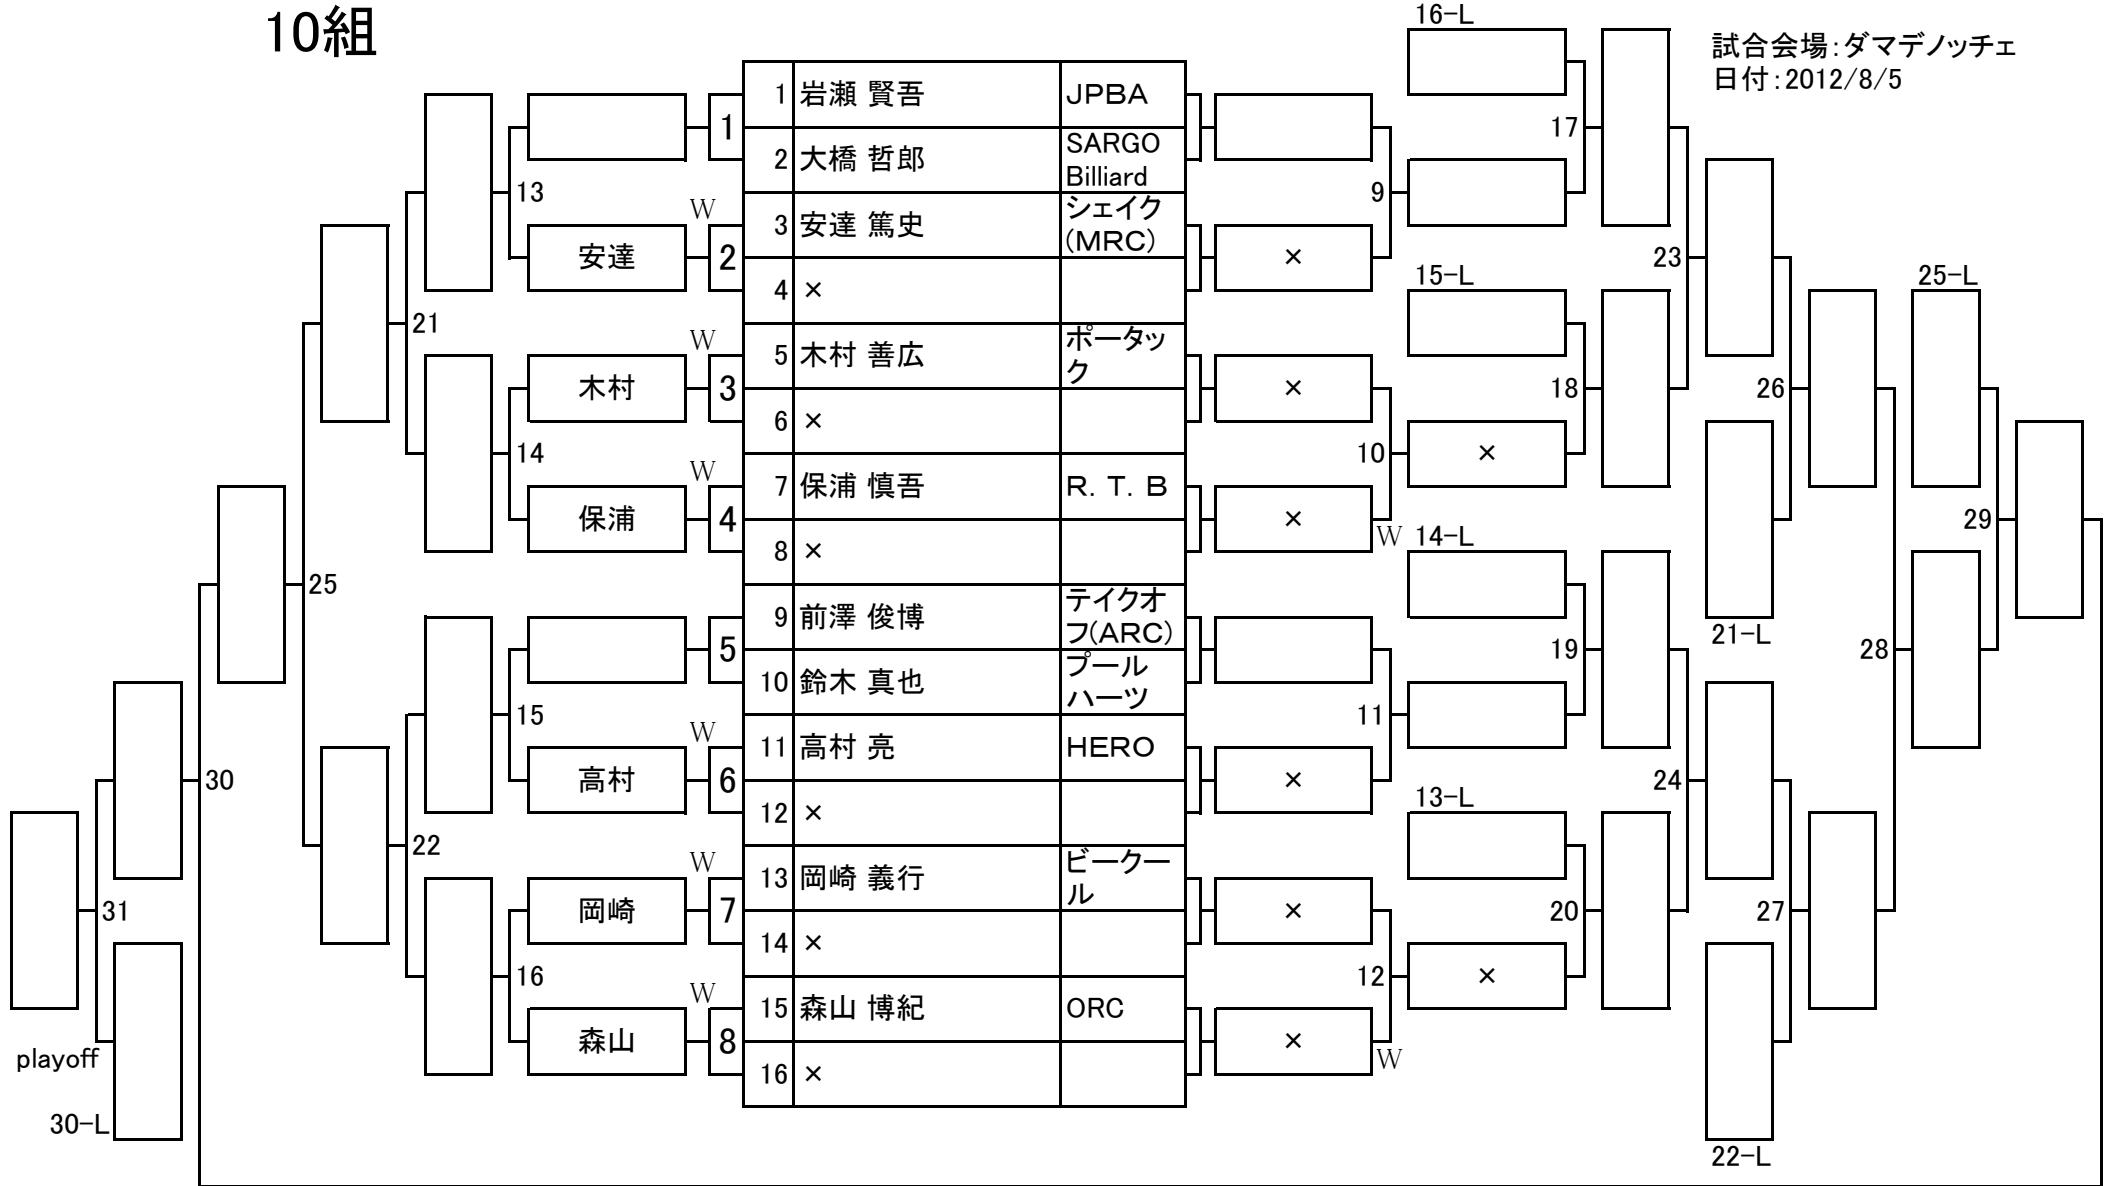 10組
試合会場：ダマデノッチェ
日付：2012/8/5
1 岩瀬 賢吾 JPBA
2 大橋 哲郎 SARGO
Billiard
3 安達 篤史 シェイク
(MRC)
4 ×
5 木村 善広 ポータッ
ク
6 ×
7 保浦 慎吾 R. T. B
8 ×
9 前澤 俊博 テイクオ
フ(ARC)
10 鈴木 真也 プール
ハーツ
11 高村 亮 HERO
12 ×
13 岡崎 義行 ビークー
ル
14 ×
15 森山 博紀 ORC
16 ×
1
W
安達
2
W
木村
3
W
保浦
4
5
W
高村
6
W
岡崎
7
W
森山
8
13
14
15
16
21
22
25
30
31
playoff
30-L
×
×
×
W
×
×
×
W
9
10
11
12
16-L
15-L
×
14-L
13-L
×
17
18
19
20
23
24
21-L
22-L
26
27
28
25-L
29